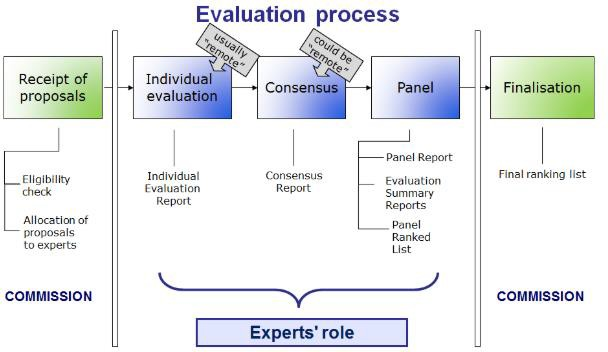 Evaluation process
usually
"remote"
could be
"remote"
Receipt of
proposals
Individual
evaluation
Consensus
Panel
Finalisation
Eligibility
check
Allocation of
proposals
to experts
Individual
Evaluation
Report
Consensus
Report
Panel Report
Evaluation
Summary
Reports
Panel
Ranked
List
Final ranking list
COMMISSION
COMMISSION
Experts' role